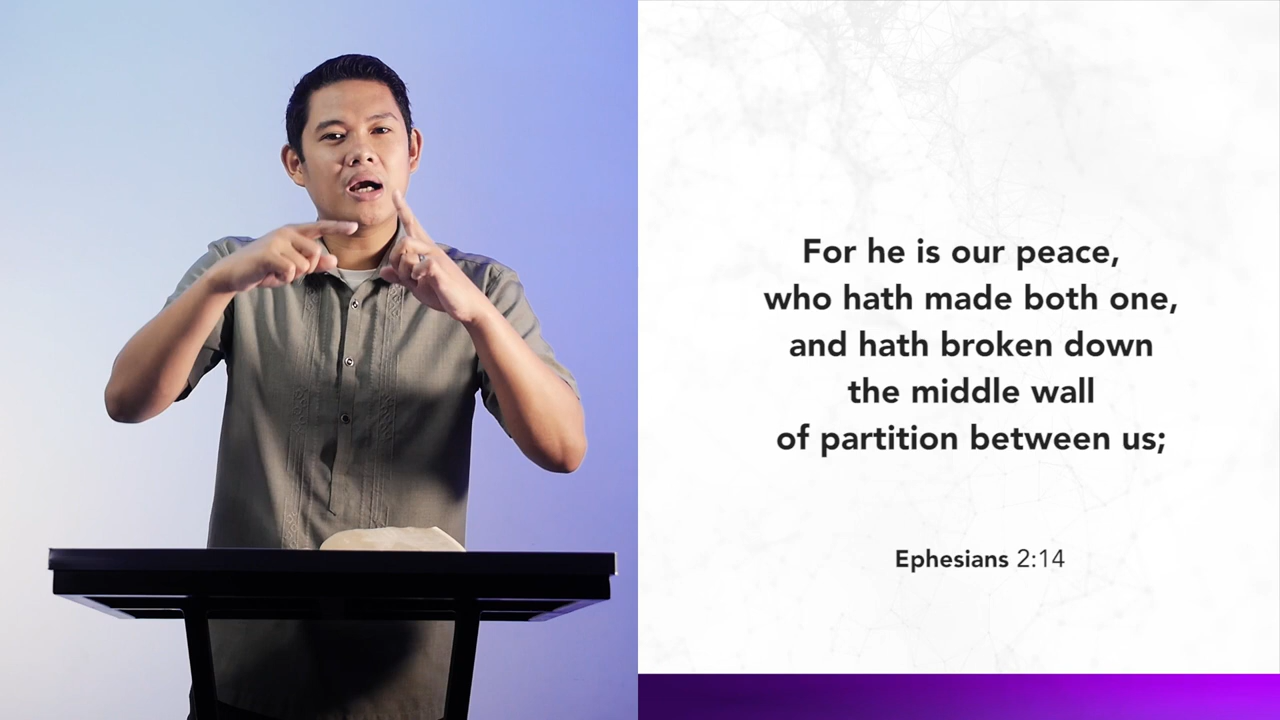 For he is our peace,
who hath made both one,
and hath broken down
the middle wall
of partition between us;
Ephesians 2:14